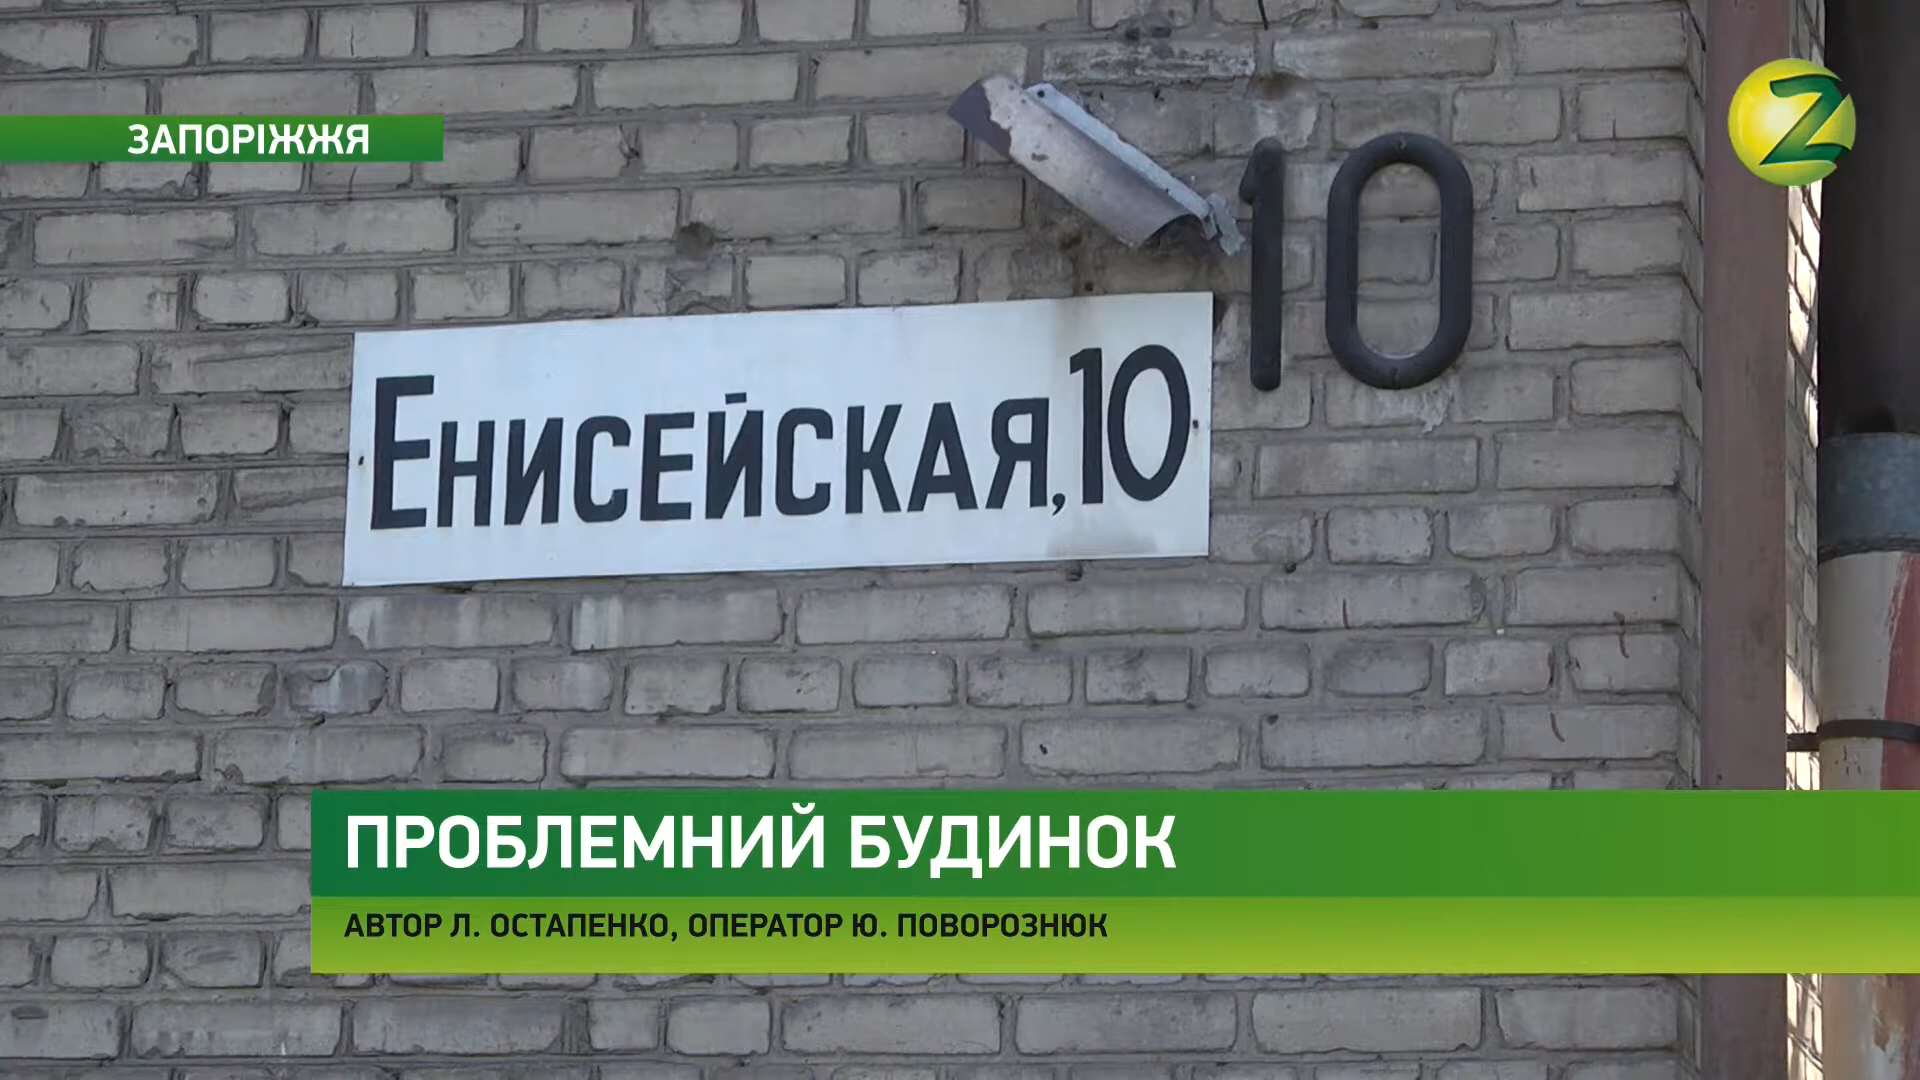 ЗАПОРІЖЖЯ
Z
10
Енисейская, 10
ПРОБЛЕМНИЙ БУДИНОК
АВТОР Л. ОСТАПЕНКО, ОПЕРАТОР Ю. ПОВОРОЗНЮК